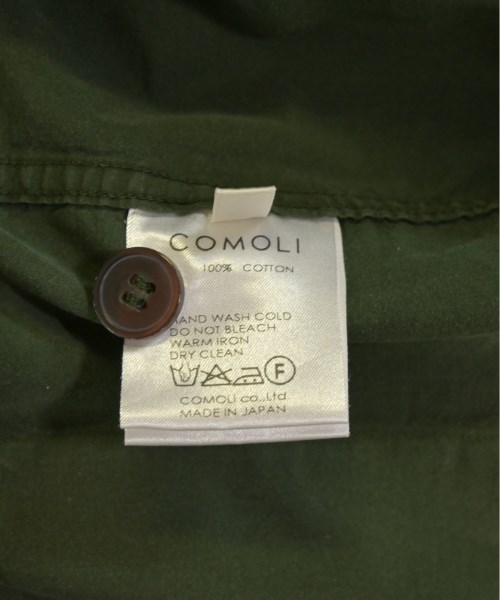 COMOLI
100% COTTON
HAND WASH COLD
DO NOT BLEACH
WARM IRON
DRY CLEAN
F
COMOLI co.,Ltd.
MADE IN JAPAN